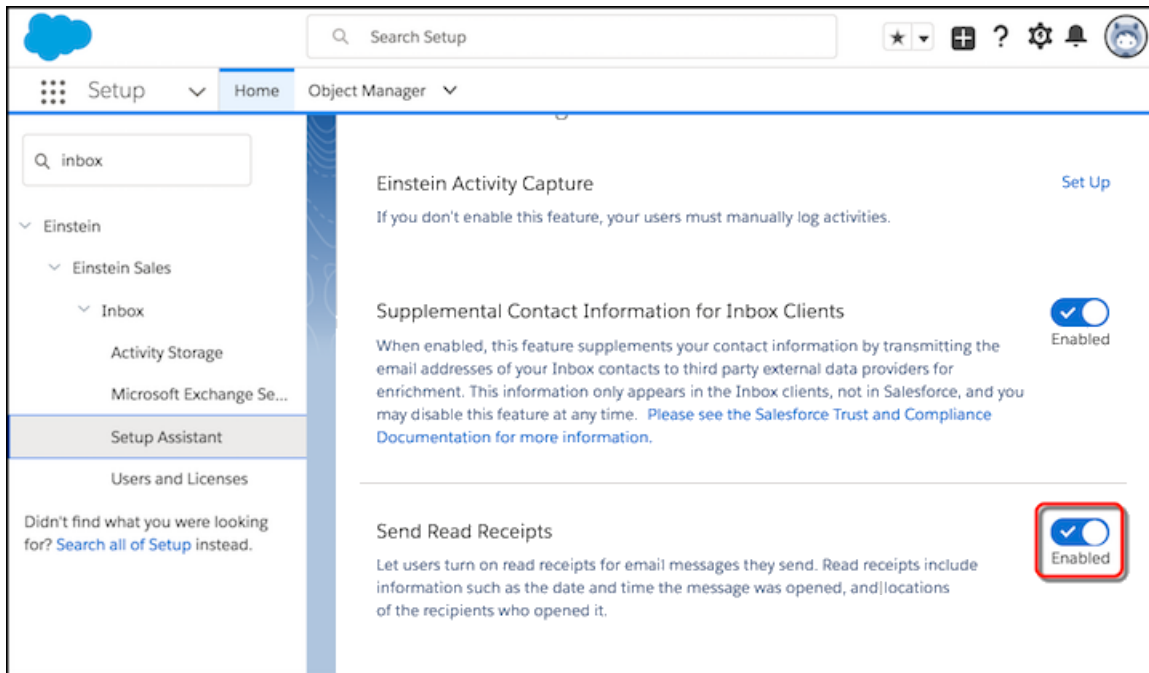 Search Setup
Setup
Home
Object Manager
inbox
Einstein
Einstein Sales
Inbox
Activity Storage
Microsoft Exchange Se...
Setup Assistant
Users and Licenses
Didn't find what you were looking
for? Search all of Setup instead.
Einstein Activity Capture
Set Up
If you don't enable this feature, your users must manually log activities.
Supplemental Contact Information for Inbox Clients
Enabled
When enabled, this feature supplements your contact information by transmitting the
email addresses of your Inbox contacts to third party external data providers for
enrichment. This information only appears in the Inbox clients, not in Salesforce, and you
may disable this feature at any time. Please see the Salesforce Trust and Compliance
Documentation for more information.
Send Read Receipts
Enabled
Let users turn on read receipts for email messages they send. Read receipts include
information such as the date and time the message was opened, and|locations
of the recipients who opened it.